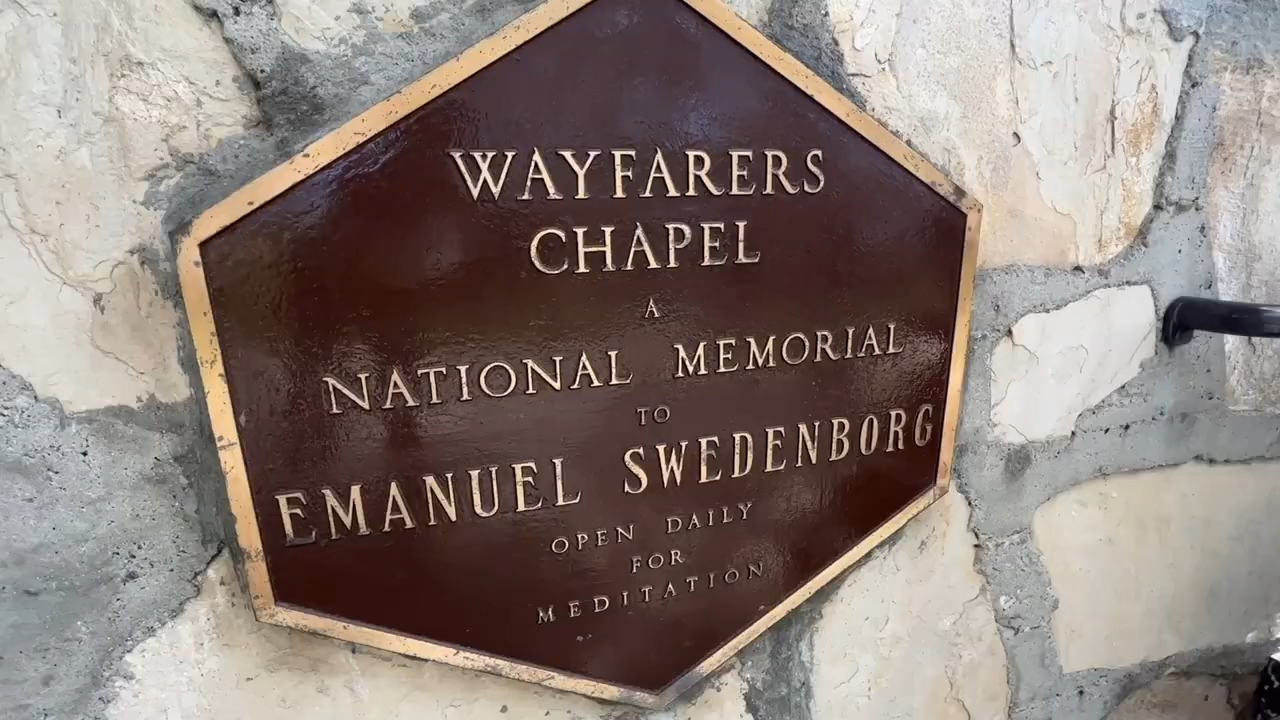 WAYFARERS
CHAPEL
A
NATIONAL MEMORIAL
TO
EMANUEL SWEDENBORG
OPEN DAILY
FOR
MEDITATION